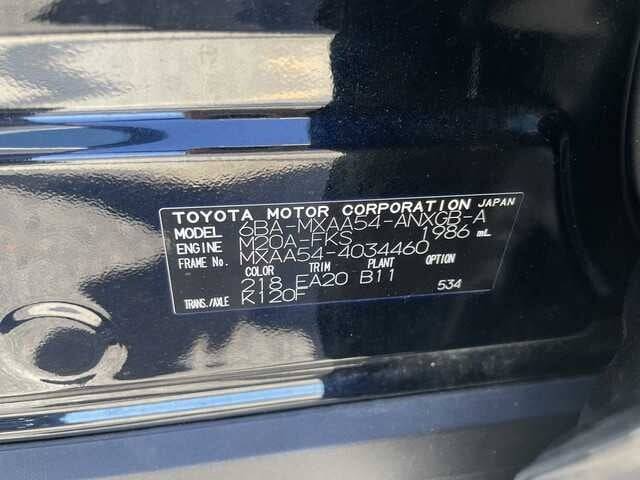 TOYOTA MOTOR CORPORATION JAPAN
MODEL 6BA-MXAA54-ANXGB-A
ENGINE M20A-FKS 1986 mL
FRAME No. MXAA54-4034460
COLOR TRIM PLANT OPTION
218 EA20 B11 534
TRANS./AXLE K120F